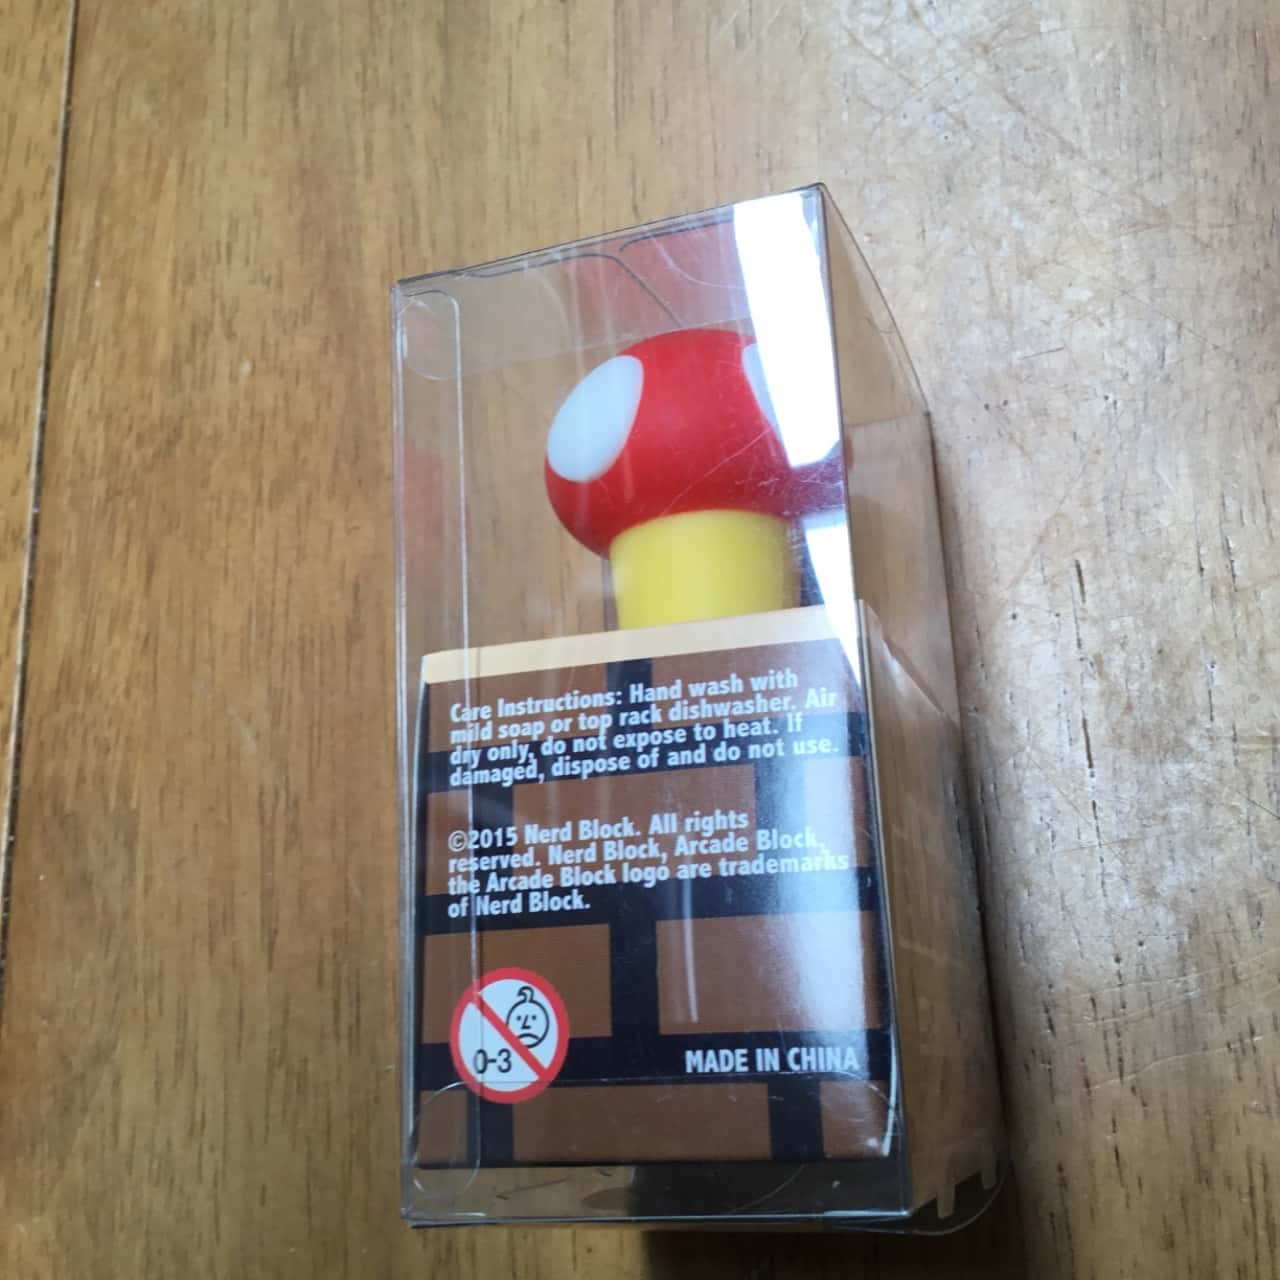 Care Instructions: Hand wash with
mild soap or top rack dishwasher. Air
dry only, do not expose to heat. If
damaged, dispose of and do not use.
©2015 Nerd Block. All rights
reserved. Nerd Block, Arcade Block,
the Arcade Block logo are trademarks
of Nerd Block.
0-3
MADE IN CHINA